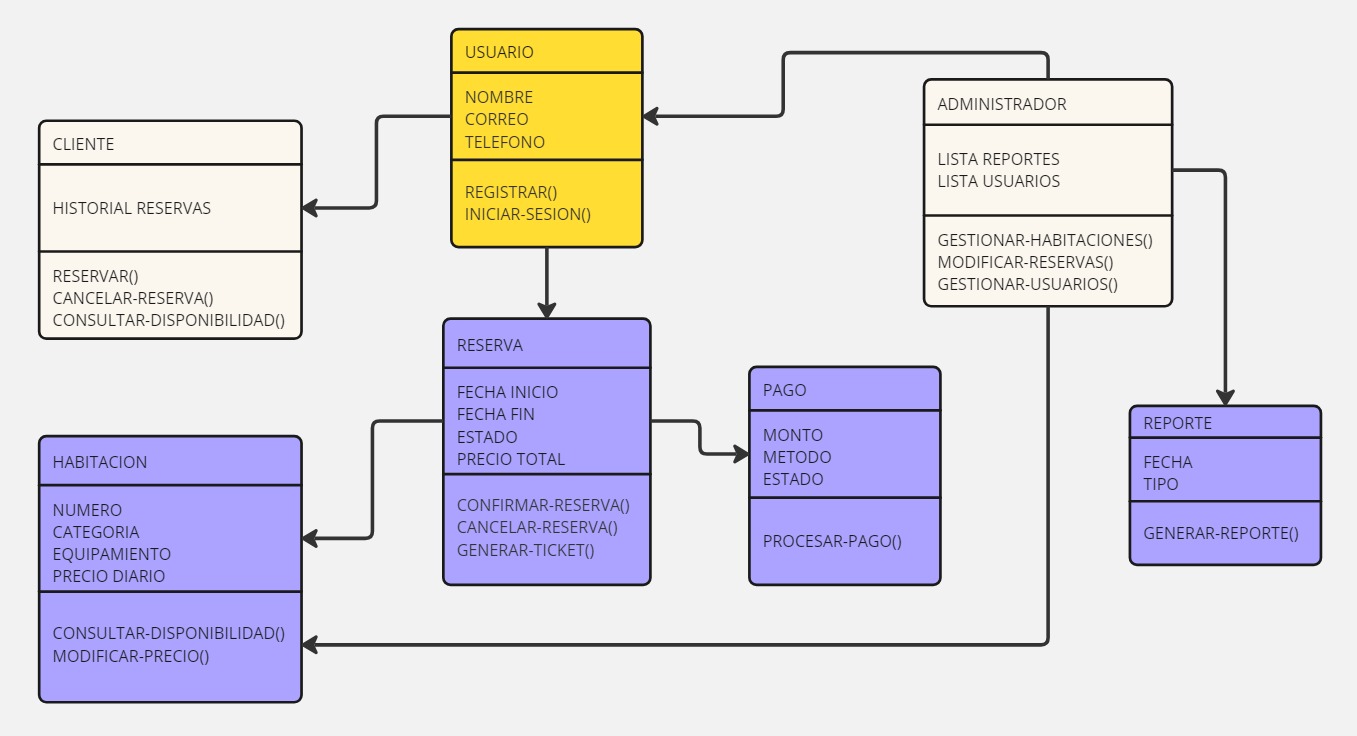 USUARIO
NOMBRE
CORREO
TELEFONO
REGISTRAR()
INICIAR-SESION()
ADMINISTRADOR
LISTA REPORTES
LISTA USUARIOS
GESTIONAR-HABITACIONES()
MODIFICAR-RESERVAS()
GESTIONAR-USUARIOS()
CLIENTE
HISTORIAL RESERVAS
RESERVAR()
CANCELAR-RESERVA()
CONSULTAR-DISPONIBILIDAD()
RESERVA
FECHA INICIO
FECHA FIN
ESTADO
PRECIO TOTAL
CONFIRMAR-RESERVA()
CANCELAR-RESERVA()
GENERAR-TICKET()
PAGO
MONTO
METODO
ESTADO
PROCESAR-PAGO()
REPORTE
FECHA
TIPO
GENERAR-REPORTE()
HABITACION
NUMERO
CATEGORIA
EQUIPAMIENTO
PRECIO DIARIO
CONSULTAR-DISPONIBILIDAD()
MODIFICAR-PRECIO()